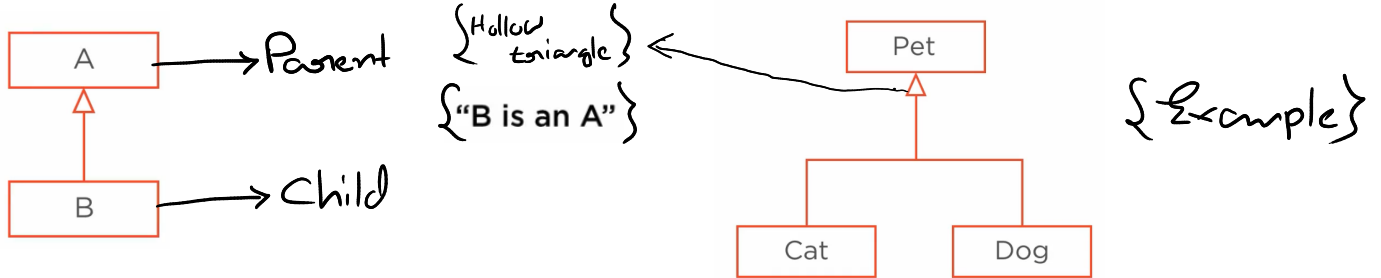 A
Parent
B
Child
{Hollow
triangle}
{“B is an A”}
Pet
Cat
Dog
{Example}